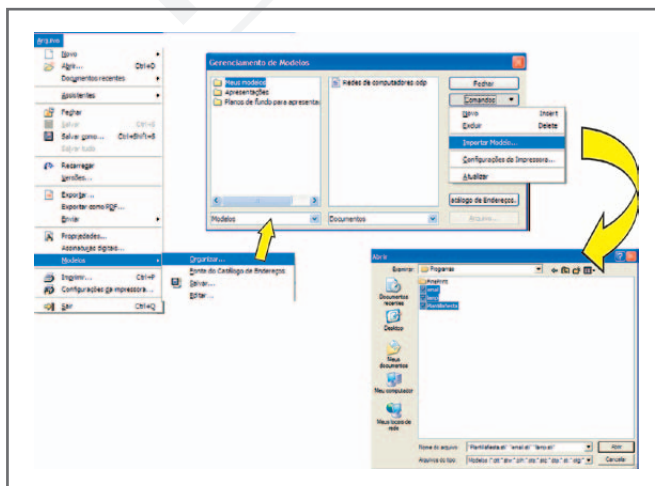 Arquivo
Novo
Abrir... Ctrl+O
Documentos recentes
Assistentes
Fechar
Salvar Ctrl+S
Salvar como... Ctrl+Shift+S
Salvar tudo
Recarregar
Versões...
Exportar...
Exportar como PDF...
Enviar
Propriedades...
Assinaturas digitais...
Modelos
Imprimir... Ctrl+P
Configurações da impressora...
Sair Ctrl+Q
Organizar...
Fonte do Catálogo de Endereços
Salvar...
Editar...
Gerenciamento de Modelos
Meus modelos
Apresentações
Planos de fundo para apresenta
Redes de computadores.odp
Modelos
Documentos
Fechar
Comandos
Novo Insert
Excluir Delete
Importar Modelo...
Configurações da Impressora...
Atualizar
atálogo de Endereços.
Arquivo...
Abrir
Examinar: Programas
Documentos recentes
Desktop
Meus documentos
Meu computador
Meus locais de rede
Nome do arquivo:
Arquivos do tipo:
Abrir
Cancelar